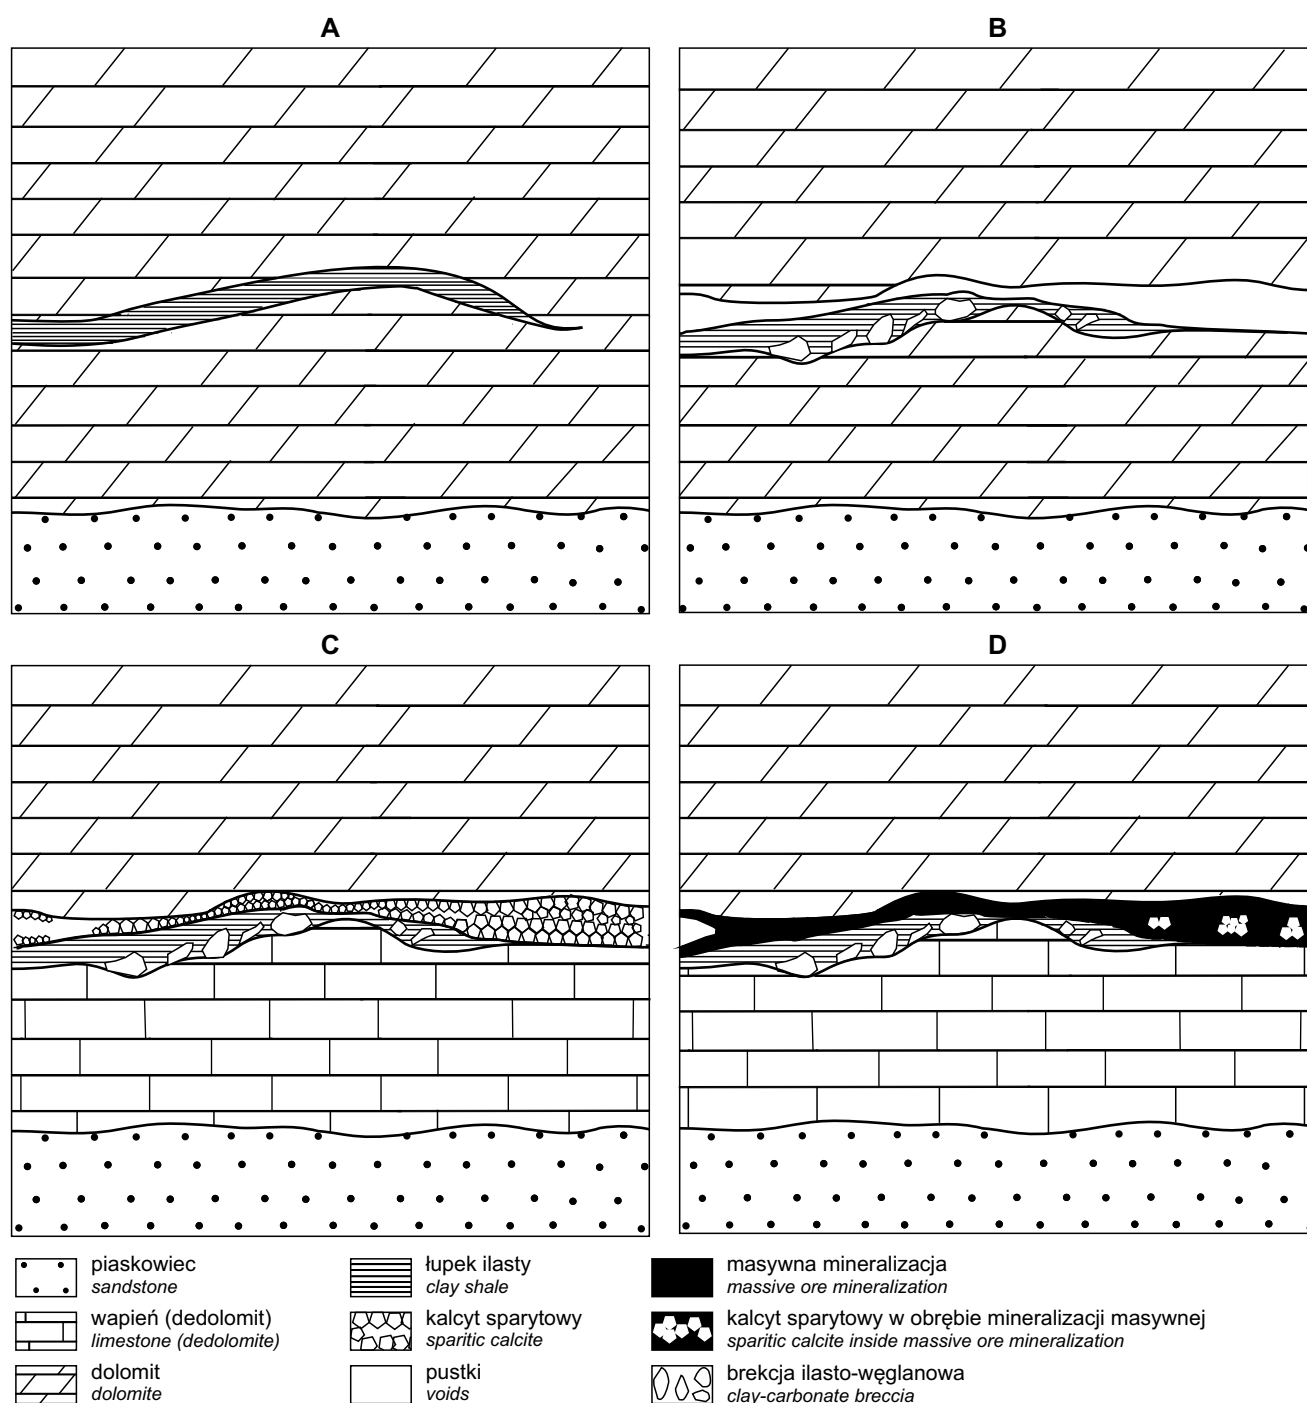 A
B
C
D
piaskowiec
sandstone
wapień (dedolomit)
limestone (dedolomite)
dolomit
dolomite
łupek ilasty
clay shale
kalcyt sparytowy
sparitic calcite
pustki
voids
masywna mineralizacja
massive ore mineralization
kalcyt sparytowy w obrębie mineralizacji masywnej
sparitic calcite inside massive ore mineralization
brekcja ilasto-węglanowa
clay-carbonate breccia